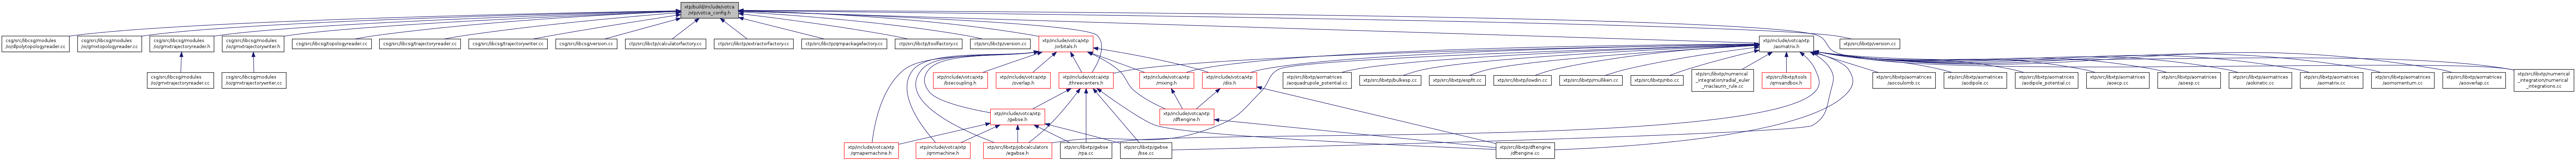 xtp/build/include/votca
/xtp/votca_config.h
csg/src/libcsg/modules
/io/dlpolytopologyreader.cc
csg/src/libcsg/modules
/io/gmxtopologyreader.cc
csg/src/libcsg/modules
/io/gmxtrajectoryreader.h
csg/src/libcsg/modules
/io/gmxtrajectorywriter.h
csg/src/libcsg/topologyreader.cc
csg/src/libcsg/trajectoryreader.cc
csg/src/libcsg/trajectorywriter.cc
csg/src/libcsg/version.cc
ctp/src/libctp/calculatorfactory.cc
ctp/src/libctp/extractorfactory.cc
ctp/src/libctp/qmpackagefactory.cc
ctp/src/libctp/toolfactory.cc
ctp/src/libctp/version.cc
xtp/include/votca/xtp
/orbitals.h
xtp/include/votca/xtp
/aomatrix.h
xtp/src/libxtp/version.cc
csg/src/libcsg/modules
/io/gmxtrajectoryreader.cc
csg/src/libcsg/modules
/io/gmxtrajectorywriter.cc
xtp/include/votca/xtp
/bsecoupling.h
xtp/include/votca/xtp
/overlap.h
xtp/include/votca/xtp
/threecenters.h
xtp/include/votca/xtp
/mixing.h
xtp/include/votca/xtp
/diis.h
xtp/src/libxtp/aomatrices
/aoquadrupole_potential.cc
xtp/src/libxtp/bulkesp.cc
xtp/src/libxtp/espfit.cc
xtp/src/libxtp/lowdin.cc
xtp/src/libxtp/mulliken.cc
xtp/src/libxtp/nbo.cc
xtp/src/libxtp/numerical
_integration/radial_euler
_maclaurin_rule.cc
xtp/src/libxtp/tools
/qmsandbox.h
xtp/src/libxtp/aomatrices
/aocoulomb.cc
xtp/src/libxtp/aomatrices
/aodipole.cc
xtp/src/libxtp/aomatrices
/aodipole_potential.cc
xtp/src/libxtp/aomatrices
/aoecp.cc
xtp/src/libxtp/aomatrices
/aoesp.cc
xtp/src/libxtp/aomatrices
/aokinetic.cc
xtp/src/libxtp/aomatrices
/aomatrix.cc
xtp/src/libxtp/aomatrices
/aomomentum.cc
xtp/src/libxtp/aomatrices
/aooverlap.cc
xtp/src/libxtp/numerical
_integration/numerical
_integrations.cc
xtp/include/votca/xtp
/gwbse.h
xtp/include/votca/xtp
/dftengine.h
xtp/include/votca/xtp
/qmapemachine.h
xtp/include/votca/xtp
/qmmachine.h
xtp/src/libxtp/jobcalculators
/egwbse.h
xtp/src/libxtp/gwbse
/rpa.cc
xtp/src/libxtp/gwbse
/bse.cc
xtp/src/libxtp/dftengine
/dftengine.cc